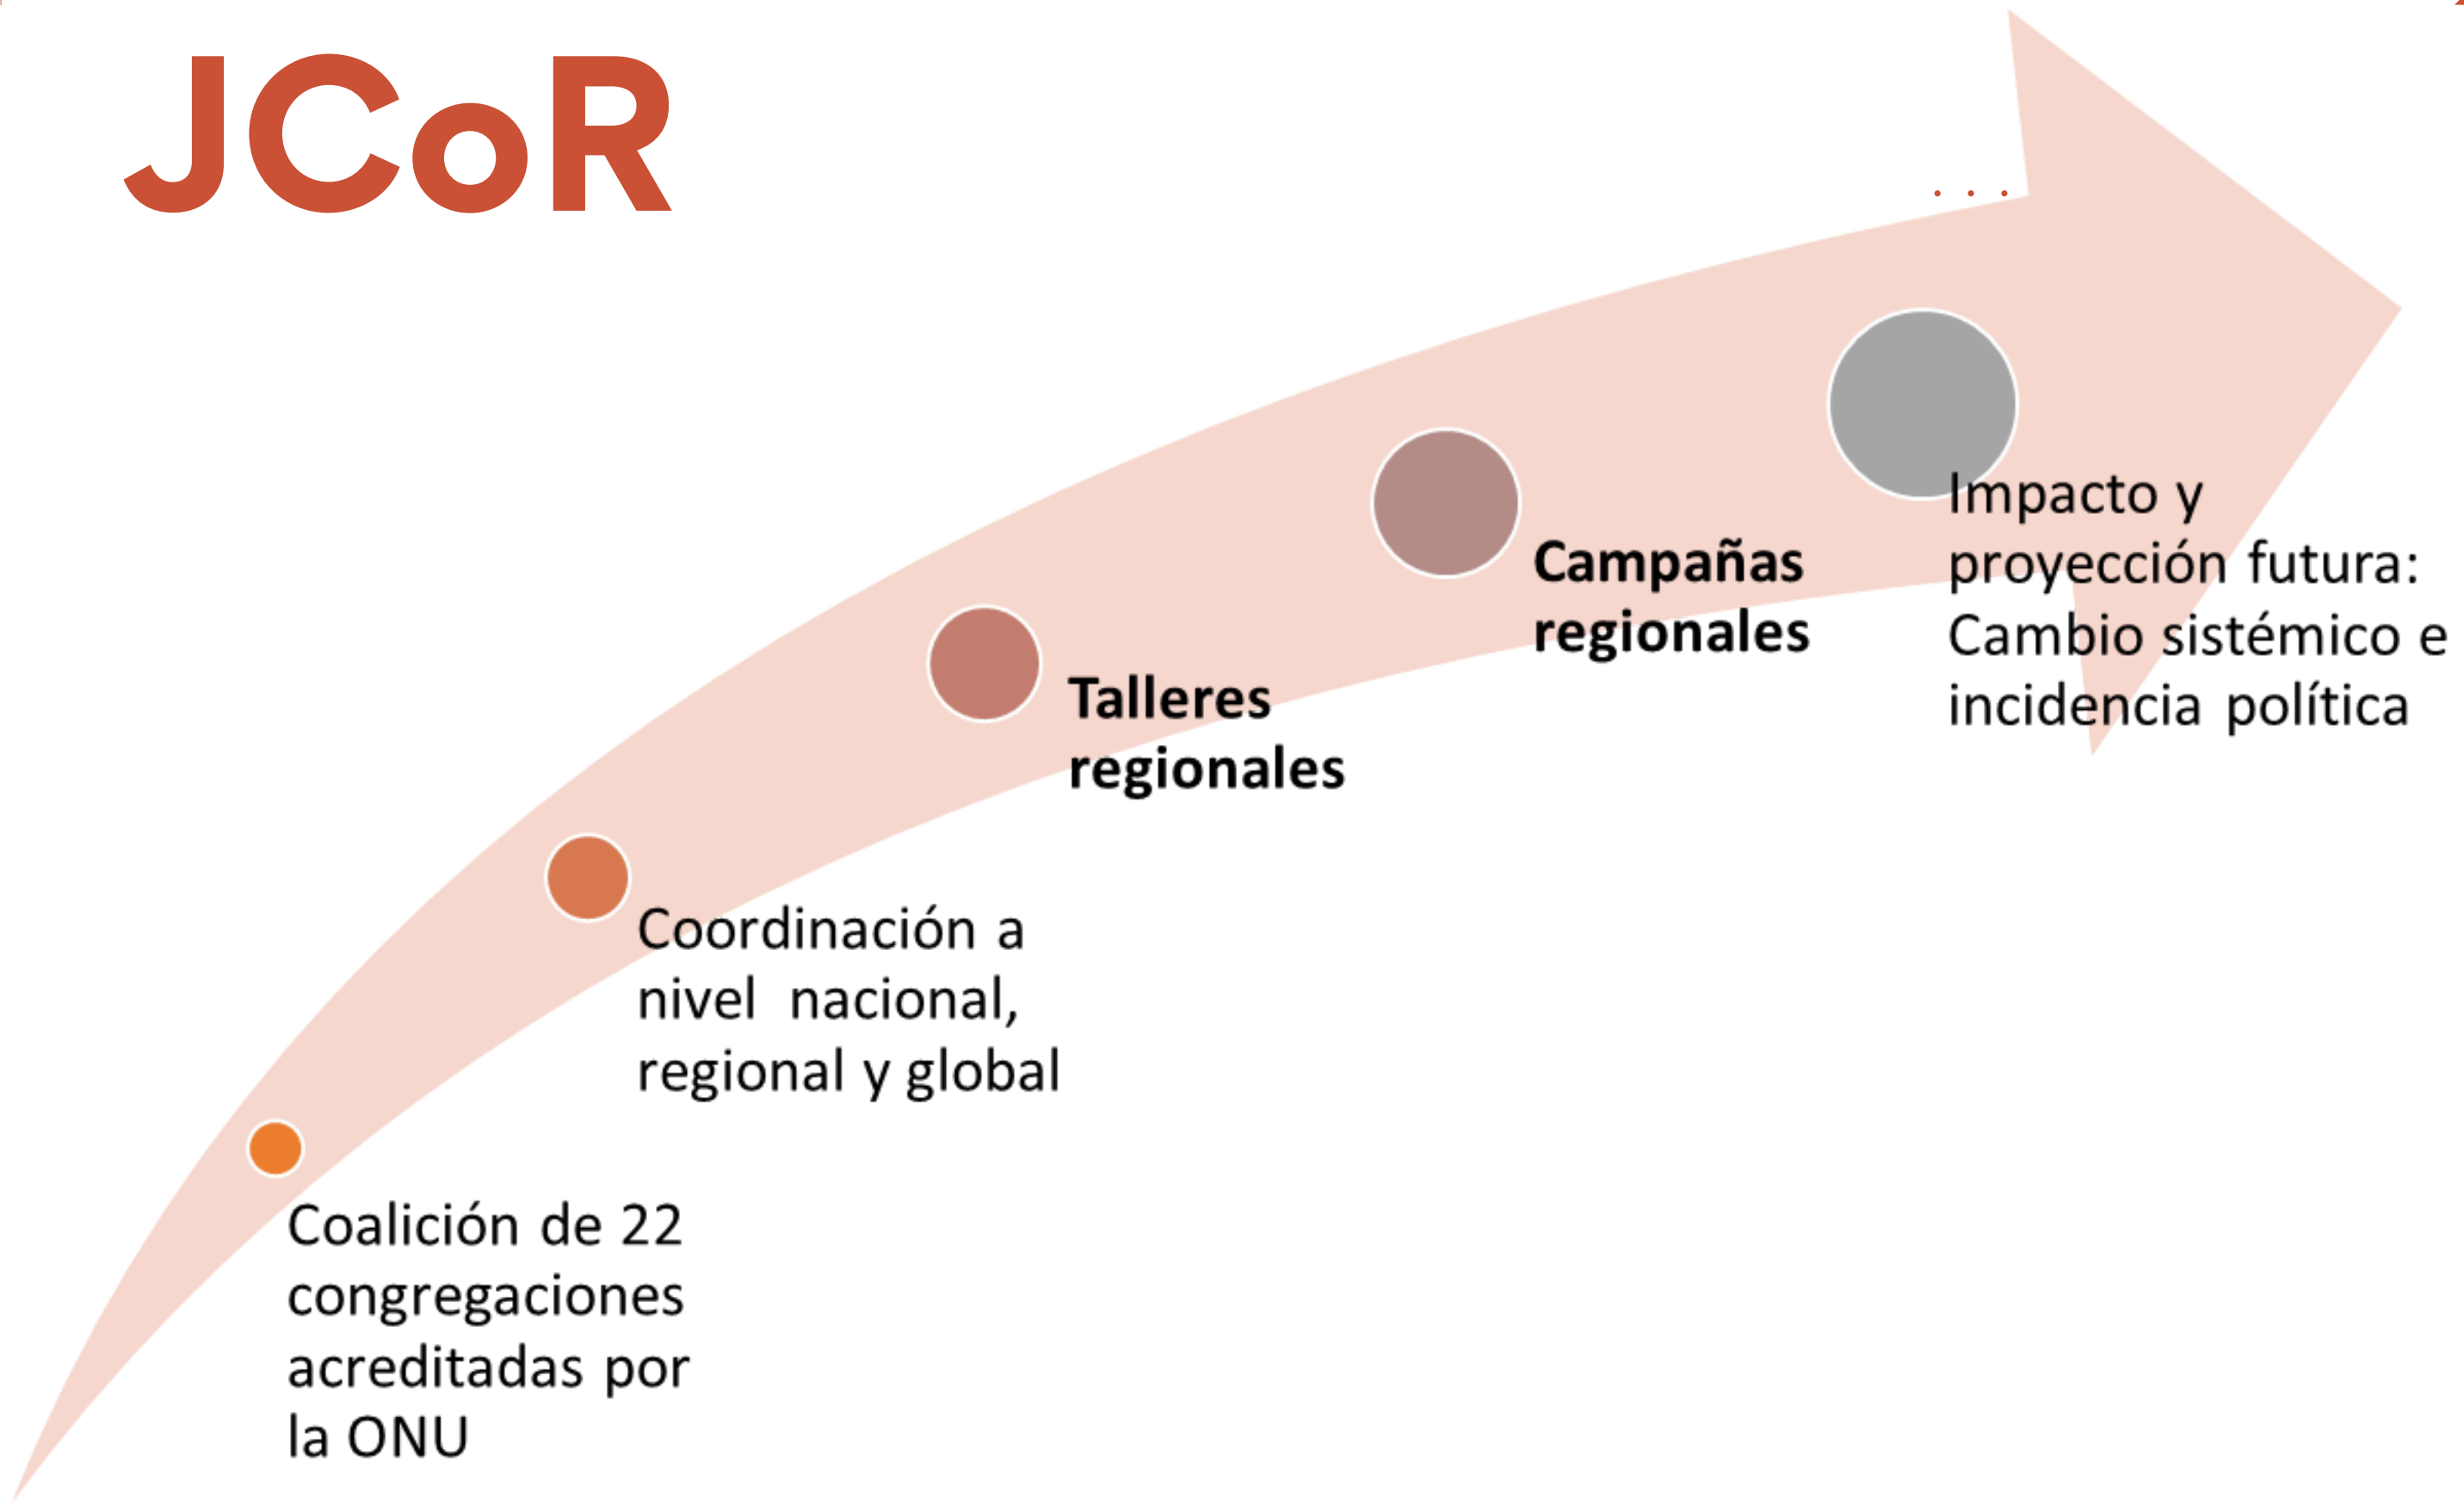 JCoR
. . .
Impacto y
proyección futura:
Cambio sistémico e
incidencia política
Campañas
regionales
Talleres
regionales
Coordinación a
nivel nacional,
regional y global
Coalición de 22
congregaciones
acreditadas por
la ONU